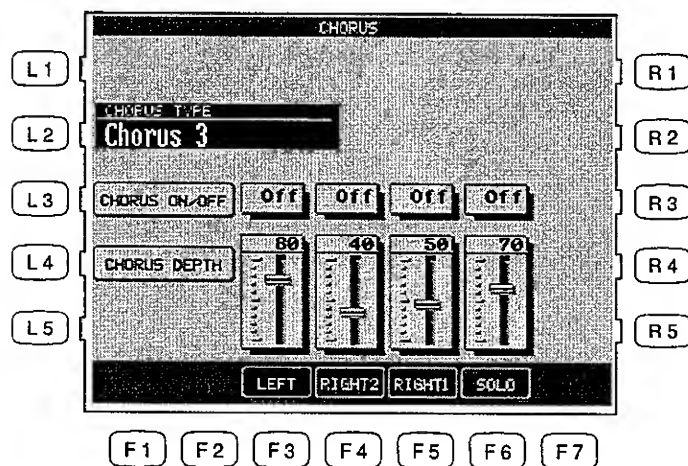 CHORUS
L1
R1
CHORUS TYPE
Chorus 3
L2
R2
L3
CHORUS ON/OFF
Off Off Off Off
R3
80 40 50 70
L4
CHORUS DEPTH
R4
L5
R5
LEFT RIGHT2 RIGHT1 SOLO
F1 F2 F3 F4 F5 F6 F7